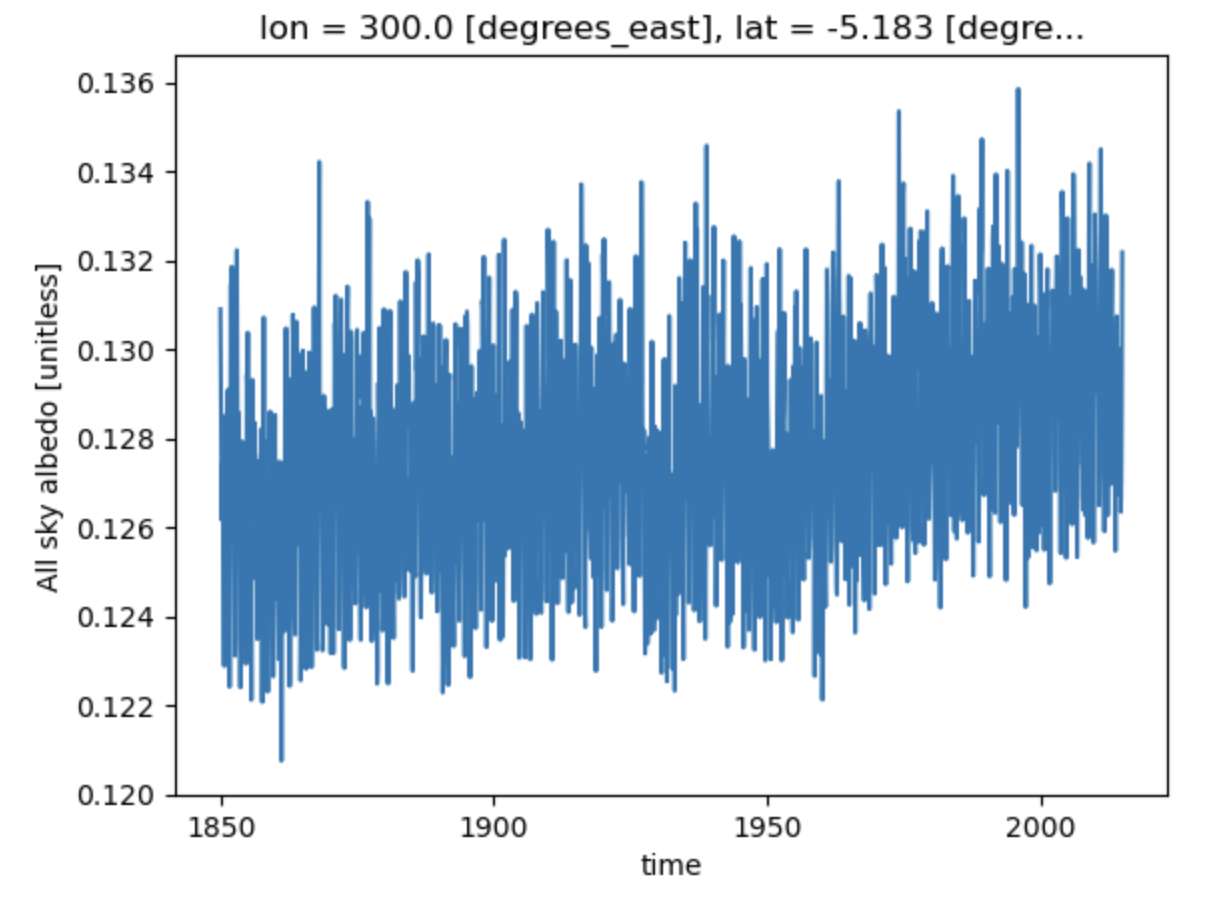 lon = 300.0 [degrees_east], lat = -5.183 [degre...
0.136
0.134
0.132
0.130
0.128
0.126
0.124
0.122
0.120
All sky albedo [unitless]
1850 1900 1950 2000
time